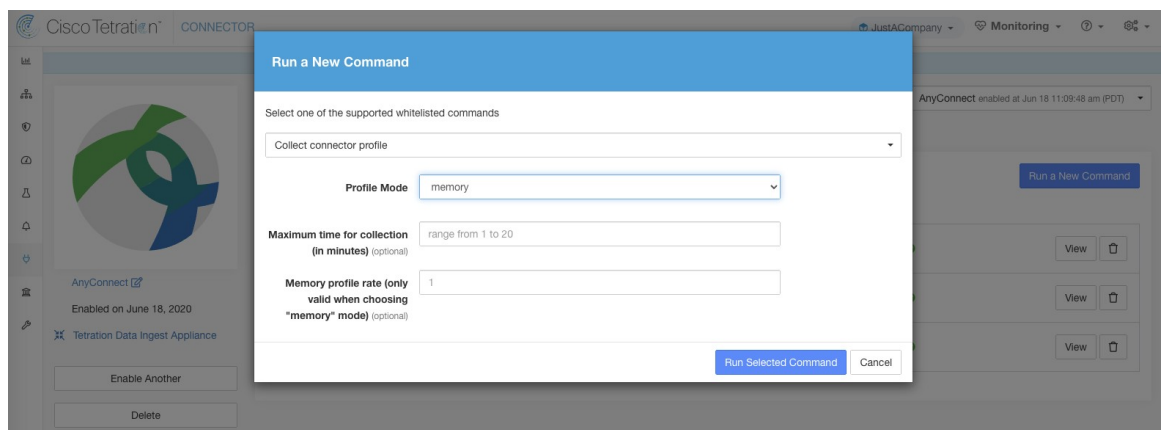 Cisco Tetration™ CONNECTOR
JustACompany
Monitoring
Run a New Command
Select one of the supported whitelisted commands
AnyConnect enabled at Jun 18 11:09:48 am (PDT)
Collect connector profile
Run a New Command
Profile Mode
memory
Maximum time for collection
(in minutes) (optional)
range from 1 to 20
View
AnyConnect
Memory profile rate (only
valid when choosing
"memory" mode) (optional)
1
View
Enabled on June 18, 2020
Tetration Data Ingest Appliance
View
Run Selected Command
Cancel
Enable Another
Delete